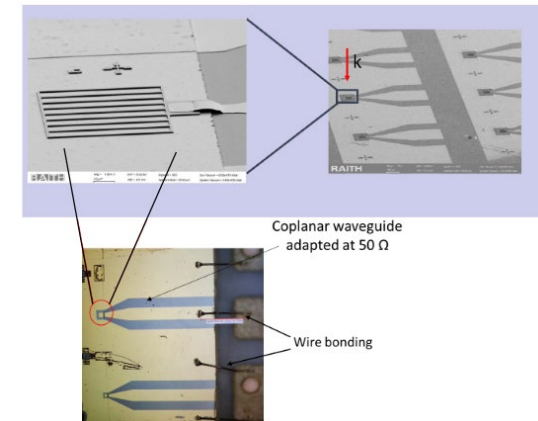 k
RAITH
RAITH
Coplanar waveguide
adapted at 50 Ω
Wire bonding